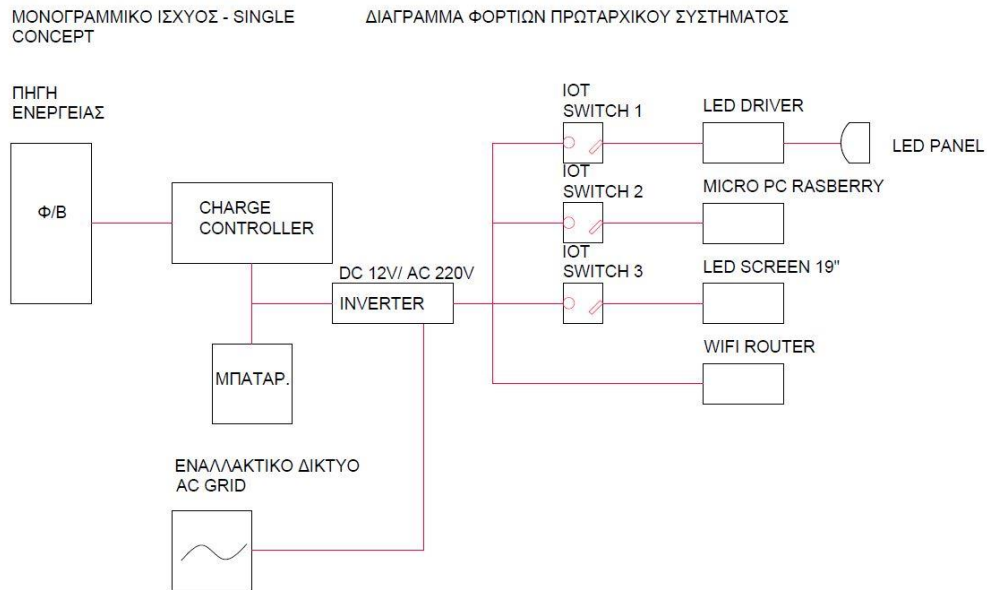 ΜΟΝΟΓΡΑΜΜΙΚΟ ΙΣΧΥΟΣ - SINGLE
CONCEPT
ΔΙΑΓΡΑΜΜΑ ΦΟΡΤΙΩΝ ΠΡΩΤΑΡΧΙΚΟΥ ΣΥΣΤΗΜΑΤΟΣ
ΠΗΓΗ
ΕΝΕΡΓΕΙΑΣ
Φ/Β
CHARGE
CONTROLLER
DC 12V/ AC 220V
INVERTER
ΜΠΑΤΑΡ.
ΕΝΑΛΛΑΚΤΙΚΟ ΔΙΚΤΥΟ
AC GRID
IOT
SWITCH 1
LED DRIVER
LED PANEL
IOT
SWITCH 2
MICRO PC RASBERRY
IOT
SWITCH 3
LED SCREEN 19"
WIFI ROUTER